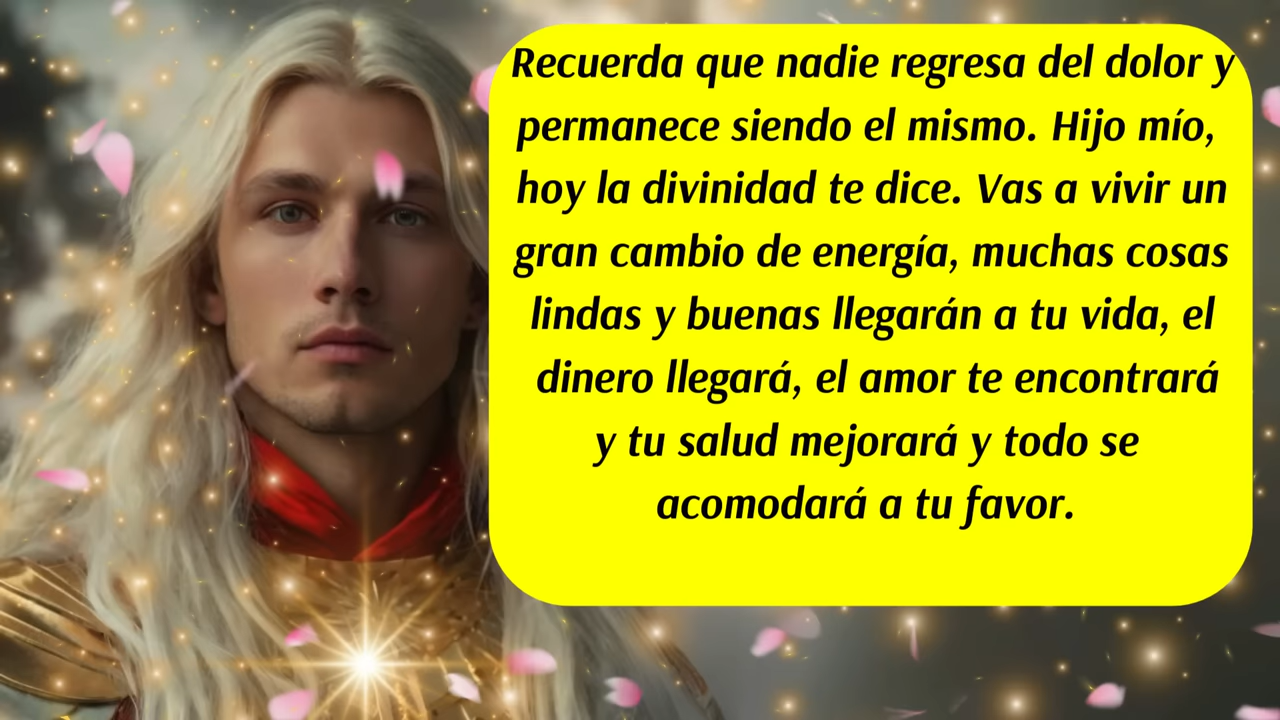 Recuerda que nadie regresa del dolor y
permanece siendo el mismo. Hijo mío,
hoy la divinidad te dice. Vas a vivir un
gran cambio de energía, muchas cosas
lindas y buenas llegarán a tu vida, el
dinero llegará, el amor te encontrará
y tu salud mejorará y todo se
acomodará a tu favor.